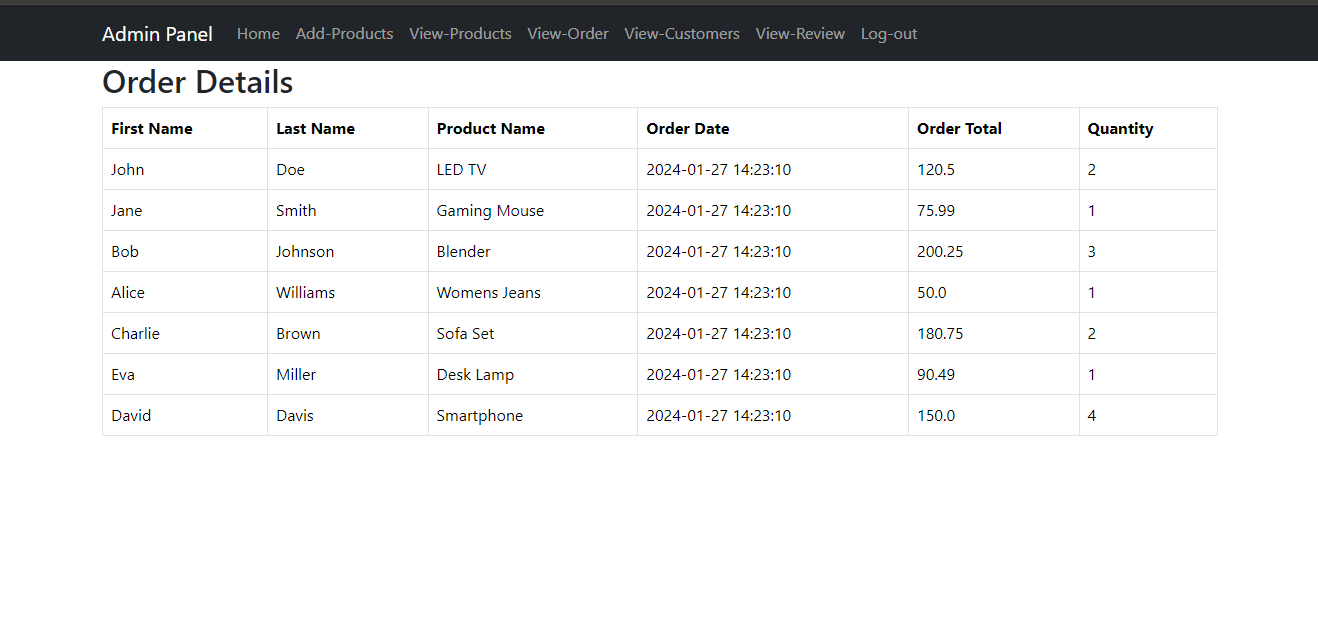 Admin Panel Home Add-Products View-Products View-Order View-Customers View-Review Log-out
Order Details
First Name Last Name Product Name Order Date Order Total Quantity
John Doe LED TV 2024-01-27 14:23:10 120.5 2
Jane Smith Gaming Mouse 2024-01-27 14:23:10 75.99 1
Bob Johnson Blender 2024-01-27 14:23:10 200.25 3
Alice Williams Womens Jeans 2024-01-27 14:23:10 50.0 1
Charlie Brown Sofa Set 2024-01-27 14:23:10 180.75 2
Eva Miller Desk Lamp 2024-01-27 14:23:10 90.49 1
David Davis Smartphone 2024-01-27 14:23:10 150.0 4